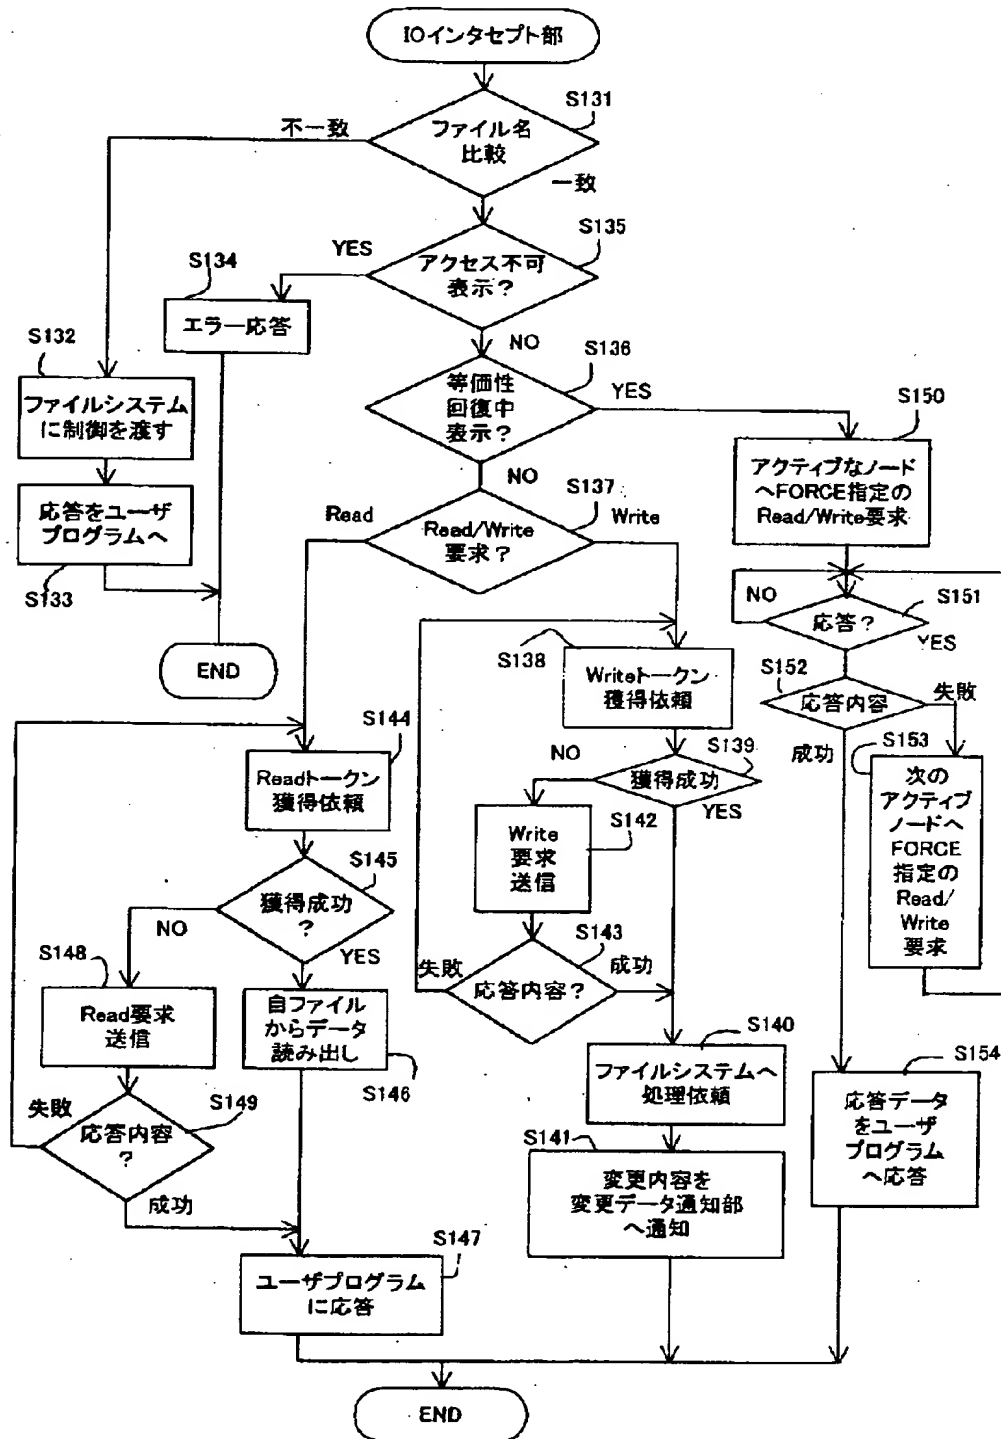 IOインタセプト部
S131
ファイル名
比較
不一致
一致
S135
アクセス不可
表示？
YES
NO
S134
エラー応答
S132
ファイルシステム
に制御を渡す
応答をユーザ
プログラムへ
S133
END
S136
等価性
回復中
表示？
YES
NO
S150
アクティブなノード
へFORCE指定の
Read/Write要求
S137
Read/Write
要求？
Read
Write
NO
S151
応答？
YES
S138
Writeトークン
獲得依頼
S152
応答内容
失敗
成功
S153
次の
アクティブ
ノードへ
FORCE
指定の
Read/
Write
要求
S139
獲得成功
NO
YES
S142
Write
要求
送信
S143
応答内容？
失敗
成功
S144
Readトークン
獲得依頼
S145
獲得成功
？
NO
YES
S148
Read要求
送信
自ファイル
からデータ
読み出し
S146
S149
応答内容
？
失敗
成功
S140
ファイルシステムへ
処理依頼
S141
変更内容を
変更データ通知部
へ通知
S154
応答データ
をユーザ
プログラム
へ応答
S147
ユーザプログラム
に応答
END